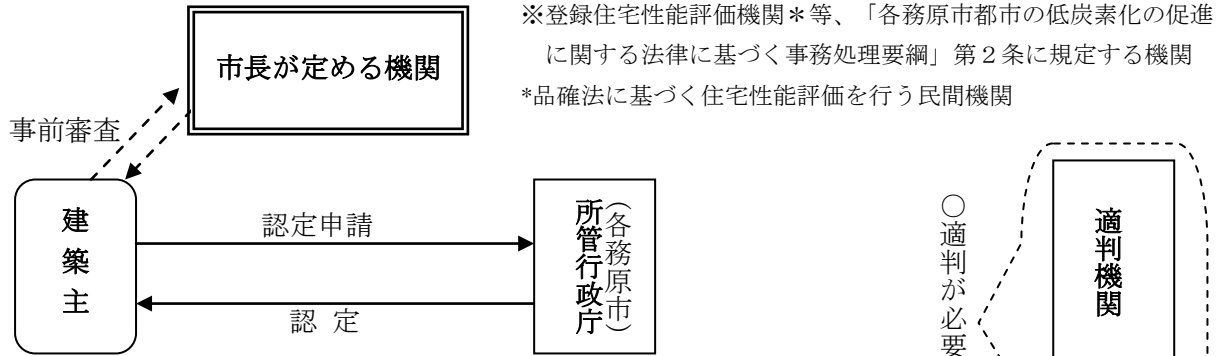 ※登録住宅性能評価機関＊等、「各務原市都市の低炭素化の促進
に関する法律に基づく事務処理要綱」第２条に規定する機関
*品確法に基づく住宅性能評価を行う民間機関
市長が定める機関
事前審査
建築主
認定申請
認 定
所管行政庁
（各務原市）
○適判が必要
適判機関